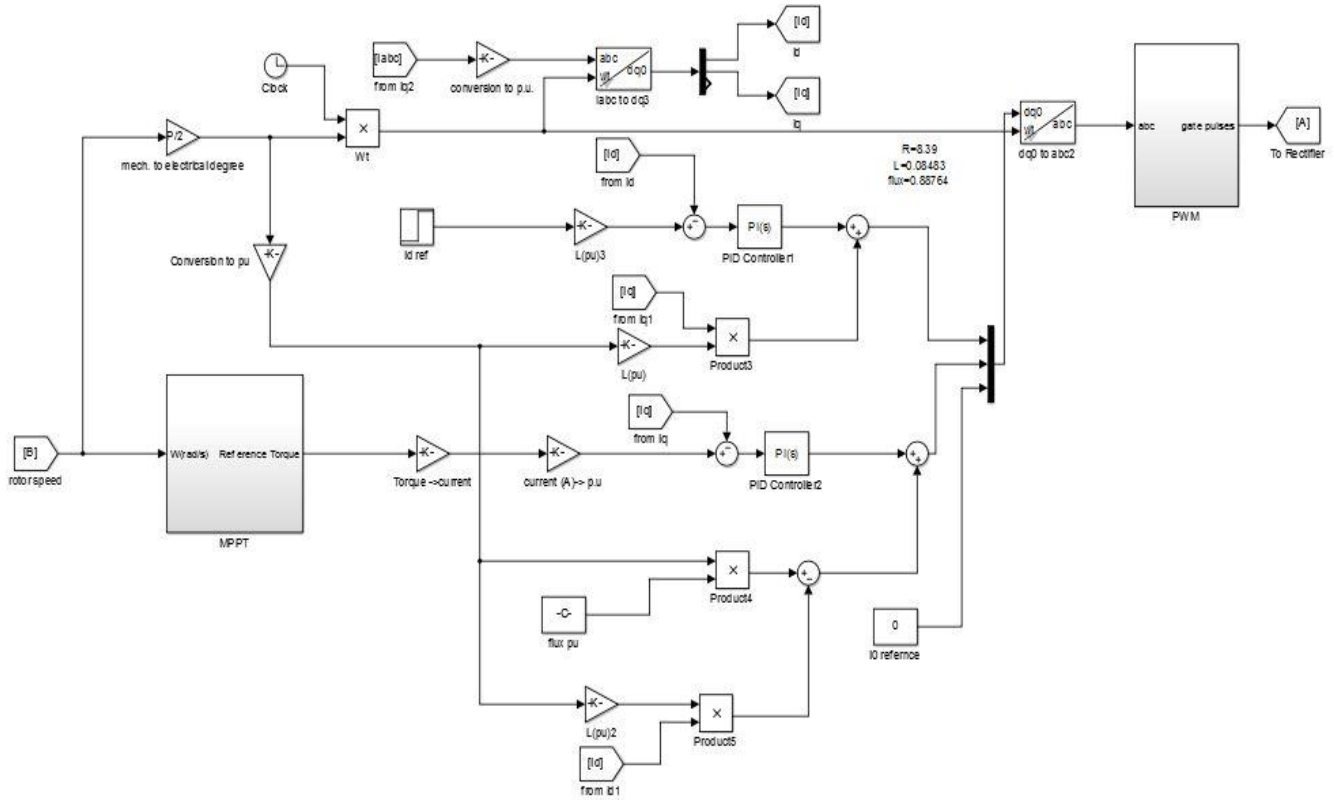 [Id]
Id
[Iabc]
from Iq2
-K-
conversion to p.u.
abc
wt
dq0
Iabc to dq3
[Iq]
Iq
Clock
P/2
mech. to electrical degree
×
Wt
dq0
wt
abc
dq0 to abc2
abc
gate pulses
PWM
[A]
To Rectifier
R=8.39
L=0.08483
flux=0.88764
[Id]
from Id
Id ref
-K-
L(pu)3
+
-
PI(s)
PID Controller1
+
+
-K-
Conversion to pu
[Iq]
from Iq1
-K-
L(pu)
×
Product3
[B]
rotor speed
W(rad/s)
Reference Torque
MPPT
-K-
Torque ->current
-K-
current (A)-> p.u
[Iq]
from Iq
+
-
PI(s)
PID Controller2
+
+
×
Product4
-C-
flux pu
+
-
0
I0 refernce
-K-
L(pu)2
×
Product5
[Id]
from Id1